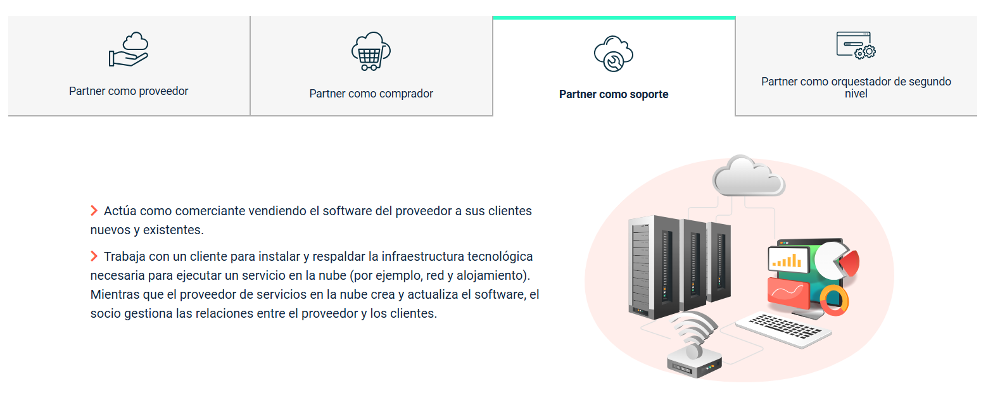 Partner como proveedor
Partner como comprador
Partner como soporte
Partner como orquestador de segundo
nivel
Actúa como comerciante vendiendo el software del proveedor a sus clientes
nuevos y existentes.
Trabaja con un cliente para instalar y respaldar la infraestructura tecnológica
necesaria para ejecutar un servicio en la nube (por ejemplo, red y alojamiento).
Mientras que el proveedor de servicios en la nube crea y actualiza el software, el
socio gestiona las relaciones entre el proveedor y los clientes.